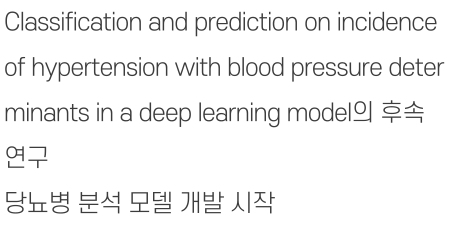 Classification and prediction on incidence
of hypertension with blood pressure deter
minants in a deep learning model의 후속
연구
당뇨병 분석 모델 개발 시작